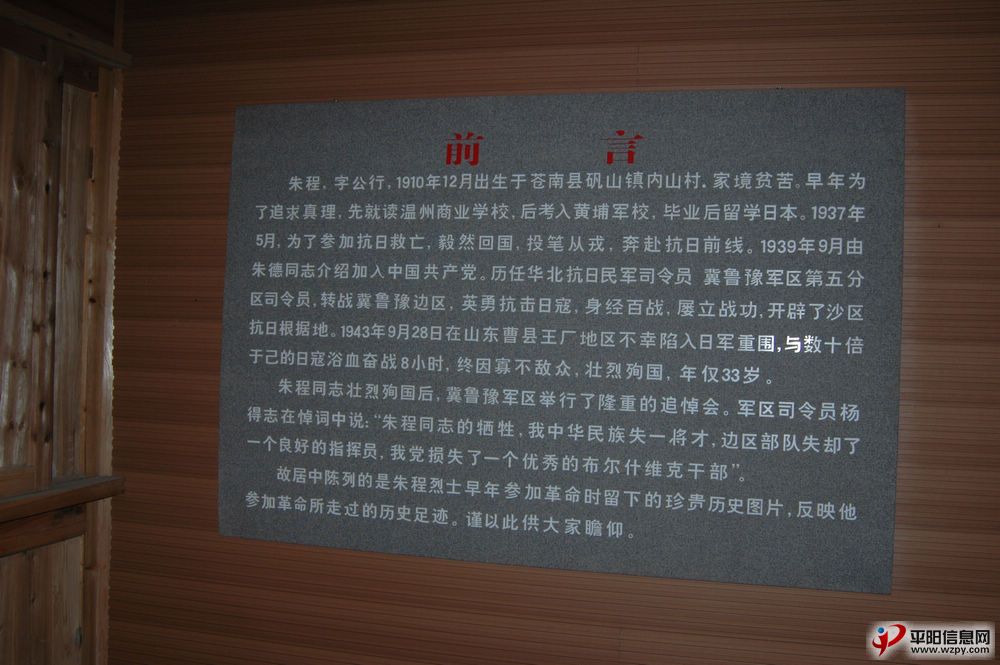 前 言
朱程,字公行,1910年12月出生于苍南县矾山镇内山村.家境贫苦。早年为
了追求真理,先就读温州商业学校,后考入黄埔军校,毕业后留学日本。1937年
5月,为了参加抗日救亡,毅然回国,投笔从戎,奔赴抗日前线。1939年9月由
朱德同志介绍加入中国共产党。历任华北抗日民军司令员 冀鲁豫军区第五分
区司令员,转战冀鲁豫边区,英勇抗击日寇,身经百战,屡立战功,开辟了沙区
抗日根据地。1943年9月28日在山东曹县王厂地区不幸陷入日军重围,与数十倍
于己的日寇浴血奋战8小时,终因寡不敌众,壮烈殉国,年仅33岁。
朱程同志壮烈殉国后,冀鲁豫军区举行了隆重的追悼会。军区司令员杨
得志在悼词中说:“朱程同志的牺牲,我中华民族失一将才,边区部队失却了
一个良好的指挥员,我党损失了一个优秀的布尔什维克干部”。
故居中陈列的是朱程烈士早年参加革命时留下的珍贵历史图片,反映他
参加革命所走过的历史足迹。谨以此供大家瞻仰。
平阳信息网
www.wzpy.com